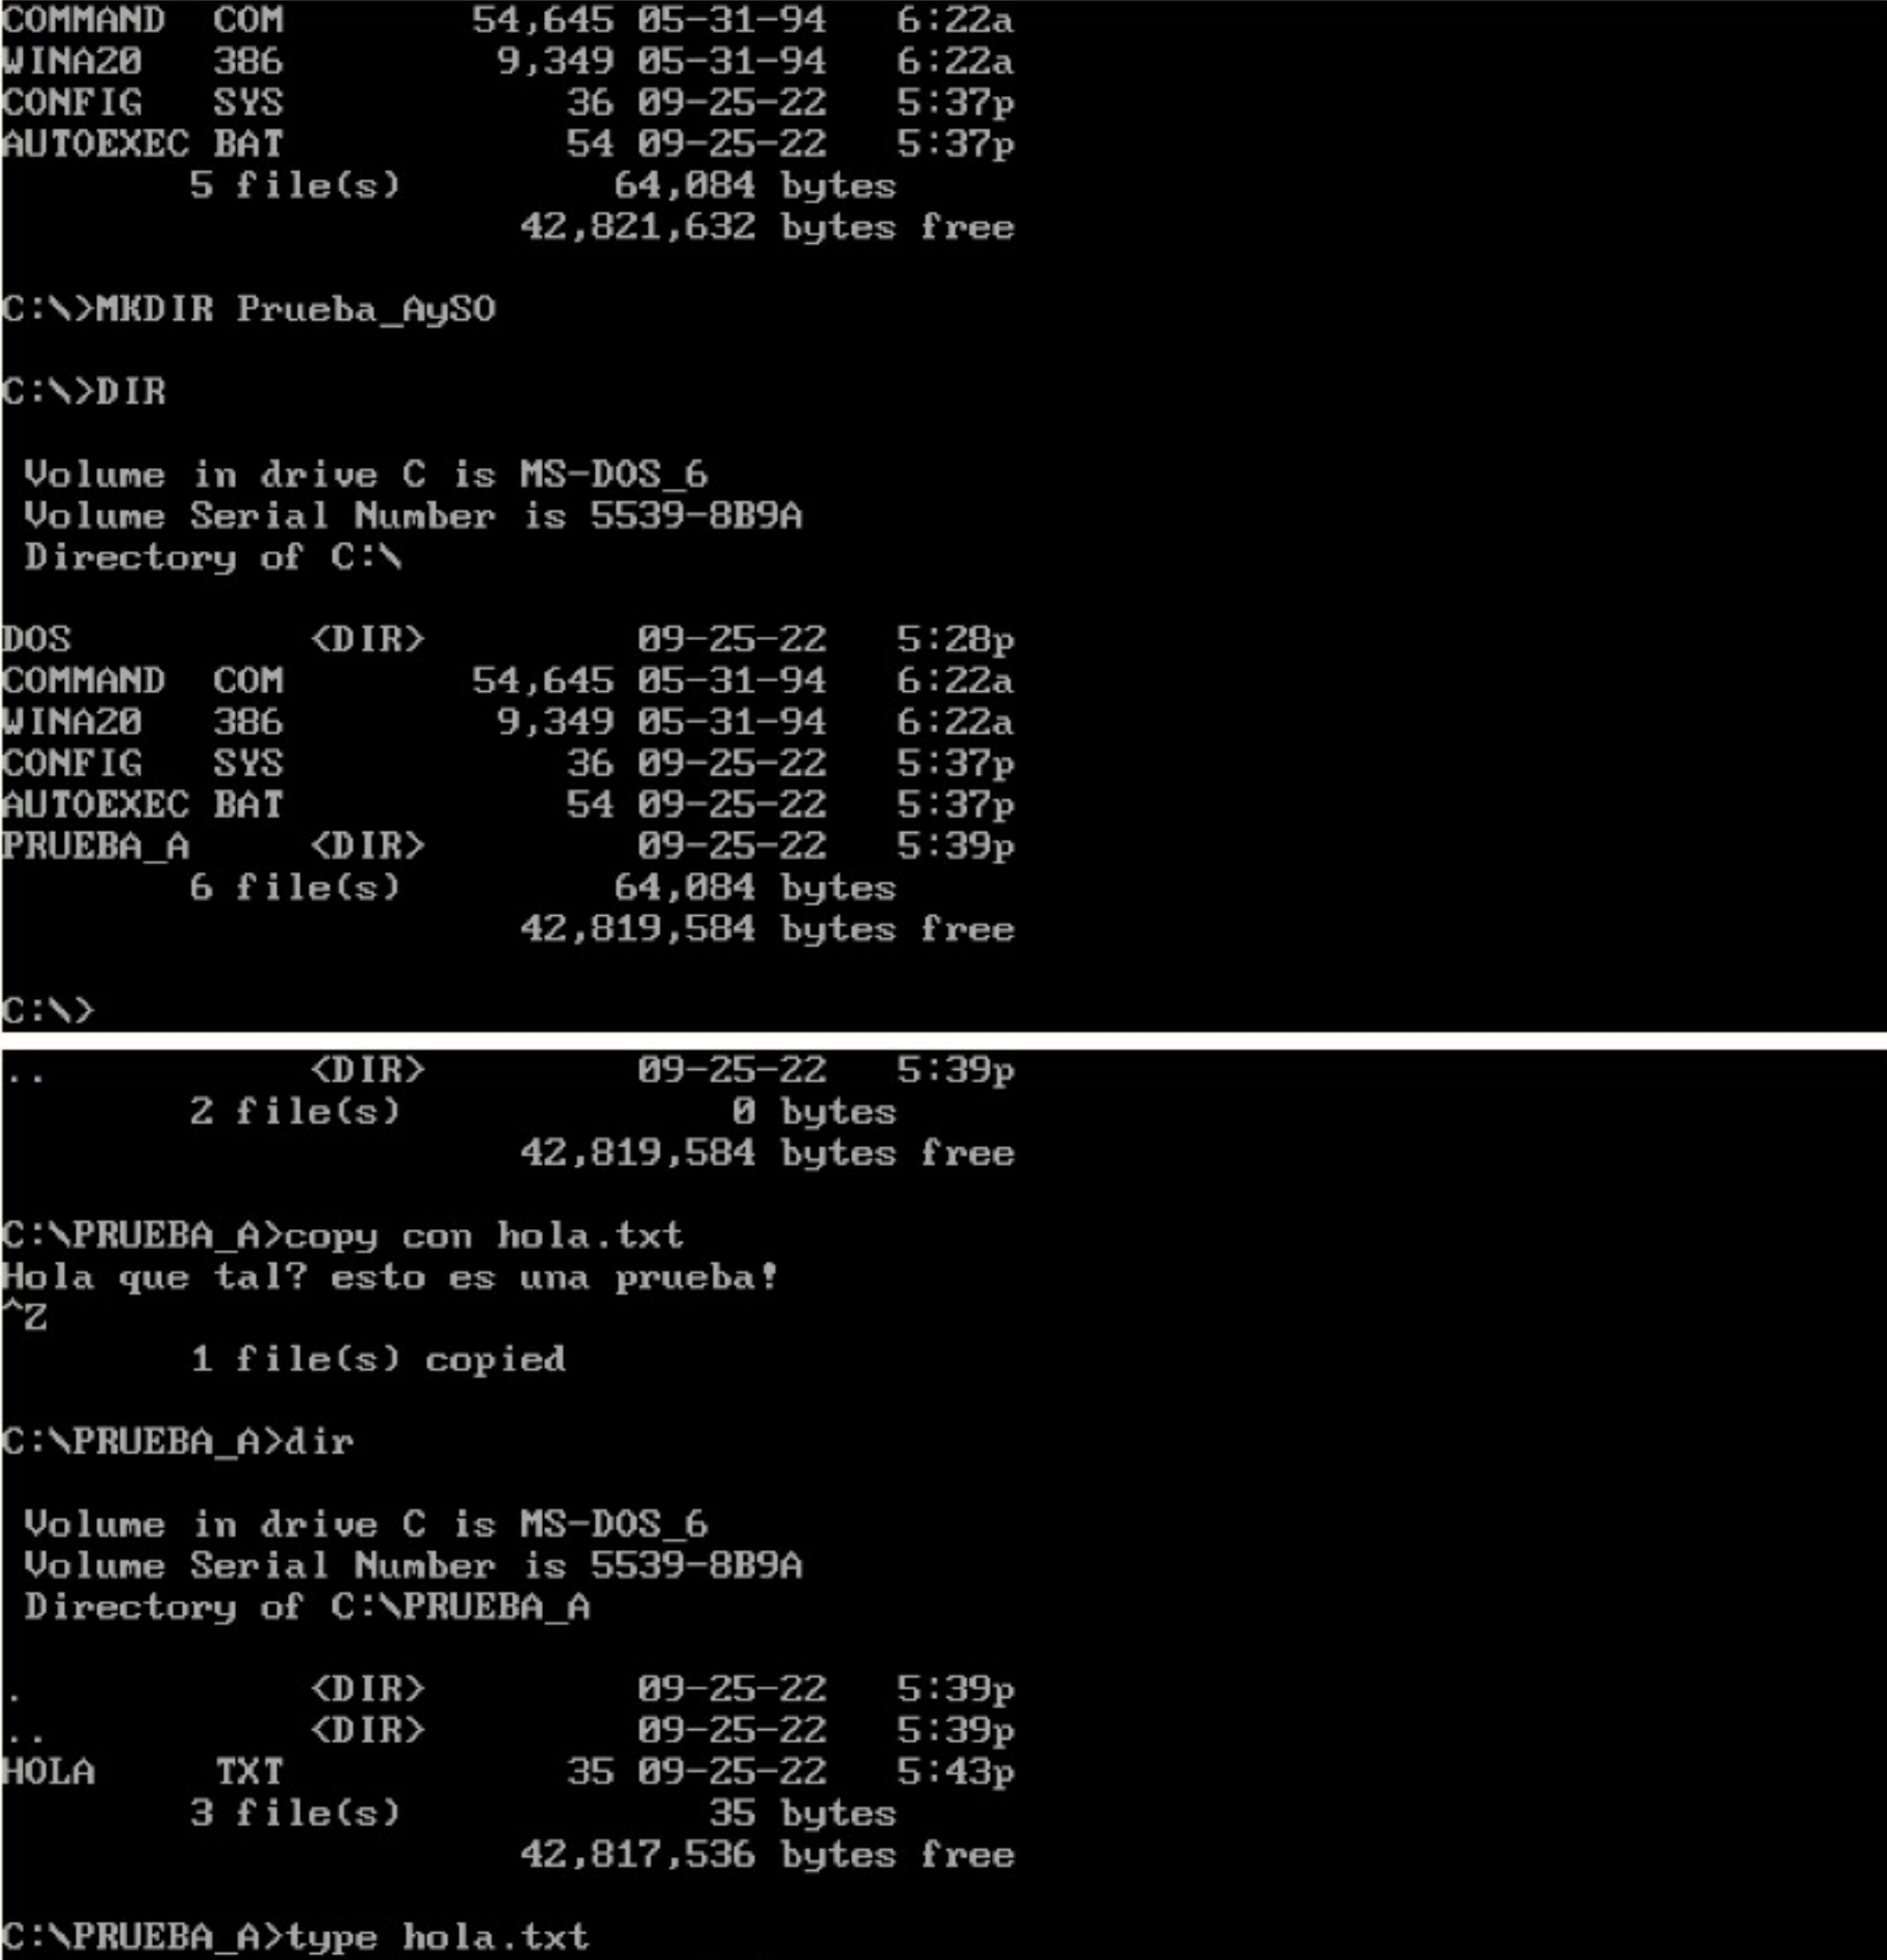 COMMAND  COM        54,645 05-31-94   6:22a
WINA20   386         9,349 05-31-94   6:22a
CONFIG   SYS            36 09-25-22   5:37p
AUTOEXEC BAT            54 09-25-22   5:37p
        5 file(s)         64,084 bytes
                      42,821,632 bytes free
C:\>MKDIR Prueba_AySO
C:\>DIR
 Volume in drive C is MS-DOS_6
 Volume Serial Number is 5539-8B9A
 Directory of C:\
DOS          <DIR>         09-25-22   5:28p
COMMAND  COM        54,645 05-31-94   6:22a
WINA20   386         9,349 05-31-94   6:22a
CONFIG   SYS            36 09-25-22   5:37p
AUTOEXEC BAT            54 09-25-22   5:37p
PRUEBA_A     <DIR>         09-25-22   5:39p
        6 file(s)         64,084 bytes
                      42,819,584 bytes free
C:\>
..           <DIR>         09-25-22   5:39p
        2 file(s)              0 bytes
                      42,819,584 bytes free
C:\PRUEBA_A>copy con hola.txt
Hola que tal? esto es una prueba!
^Z
        1 file(s) copied
C:\PRUEBA_A>dir
 Volume in drive C is MS-DOS_6
 Volume Serial Number is 5539-8B9A
 Directory of C:\PRUEBA_A
.            <DIR>         09-25-22   5:39p
..           <DIR>         09-25-22   5:39p
HOLA     TXT            35 09-25-22   5:43p
        3 file(s)             35 bytes
                      42,817,536 bytes free
C:\PRUEBA_A>type hola.txt